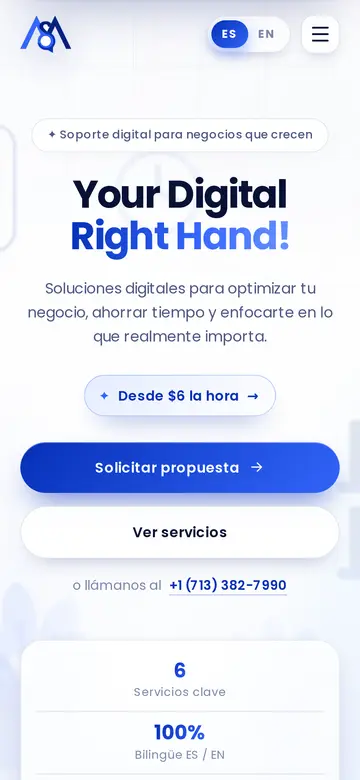 ES EN
✦ Soporte digital para negocios que crecen
Your Digital
Right Hand!
Soluciones digitales para optimizar tu
negocio, ahorrar tiempo y enfocarte en lo
que realmente importa.
✦ Desde $6 la hora →
Solicitar propuesta →
Ver servicios
o llámanos al +1 (713) 382-7990
6
Servicios clave
100%
Bilingüe ES / EN